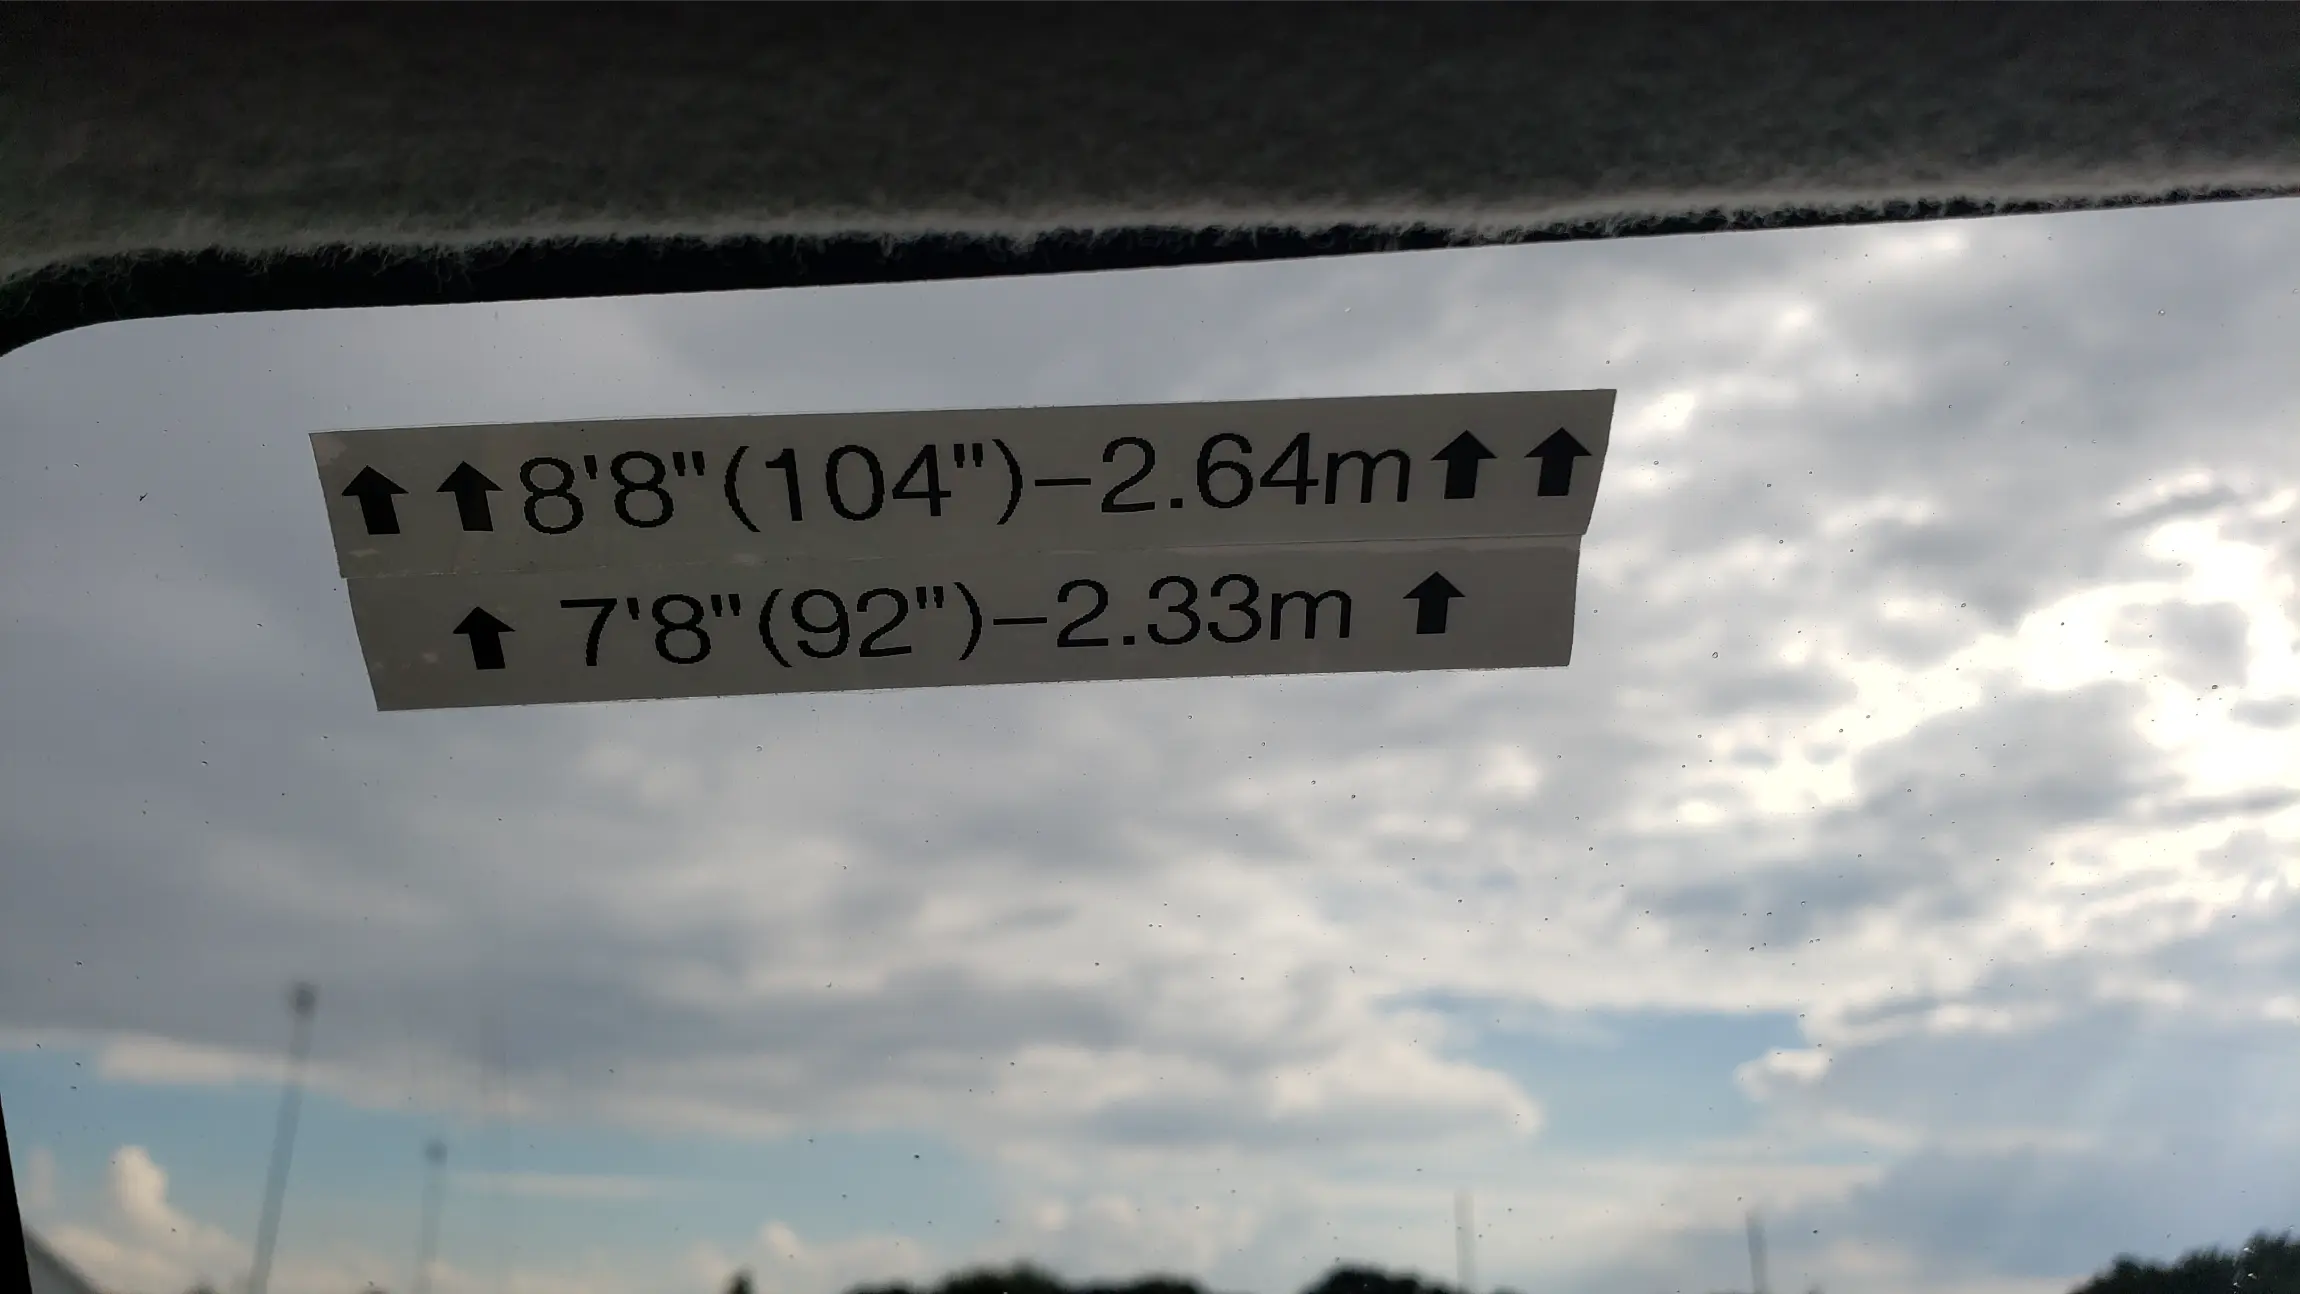 ⬆ ⬆ 8'8"(104")–2.64m ⬆ ⬆
⬆ 7'8"(92")–2.33m ⬆